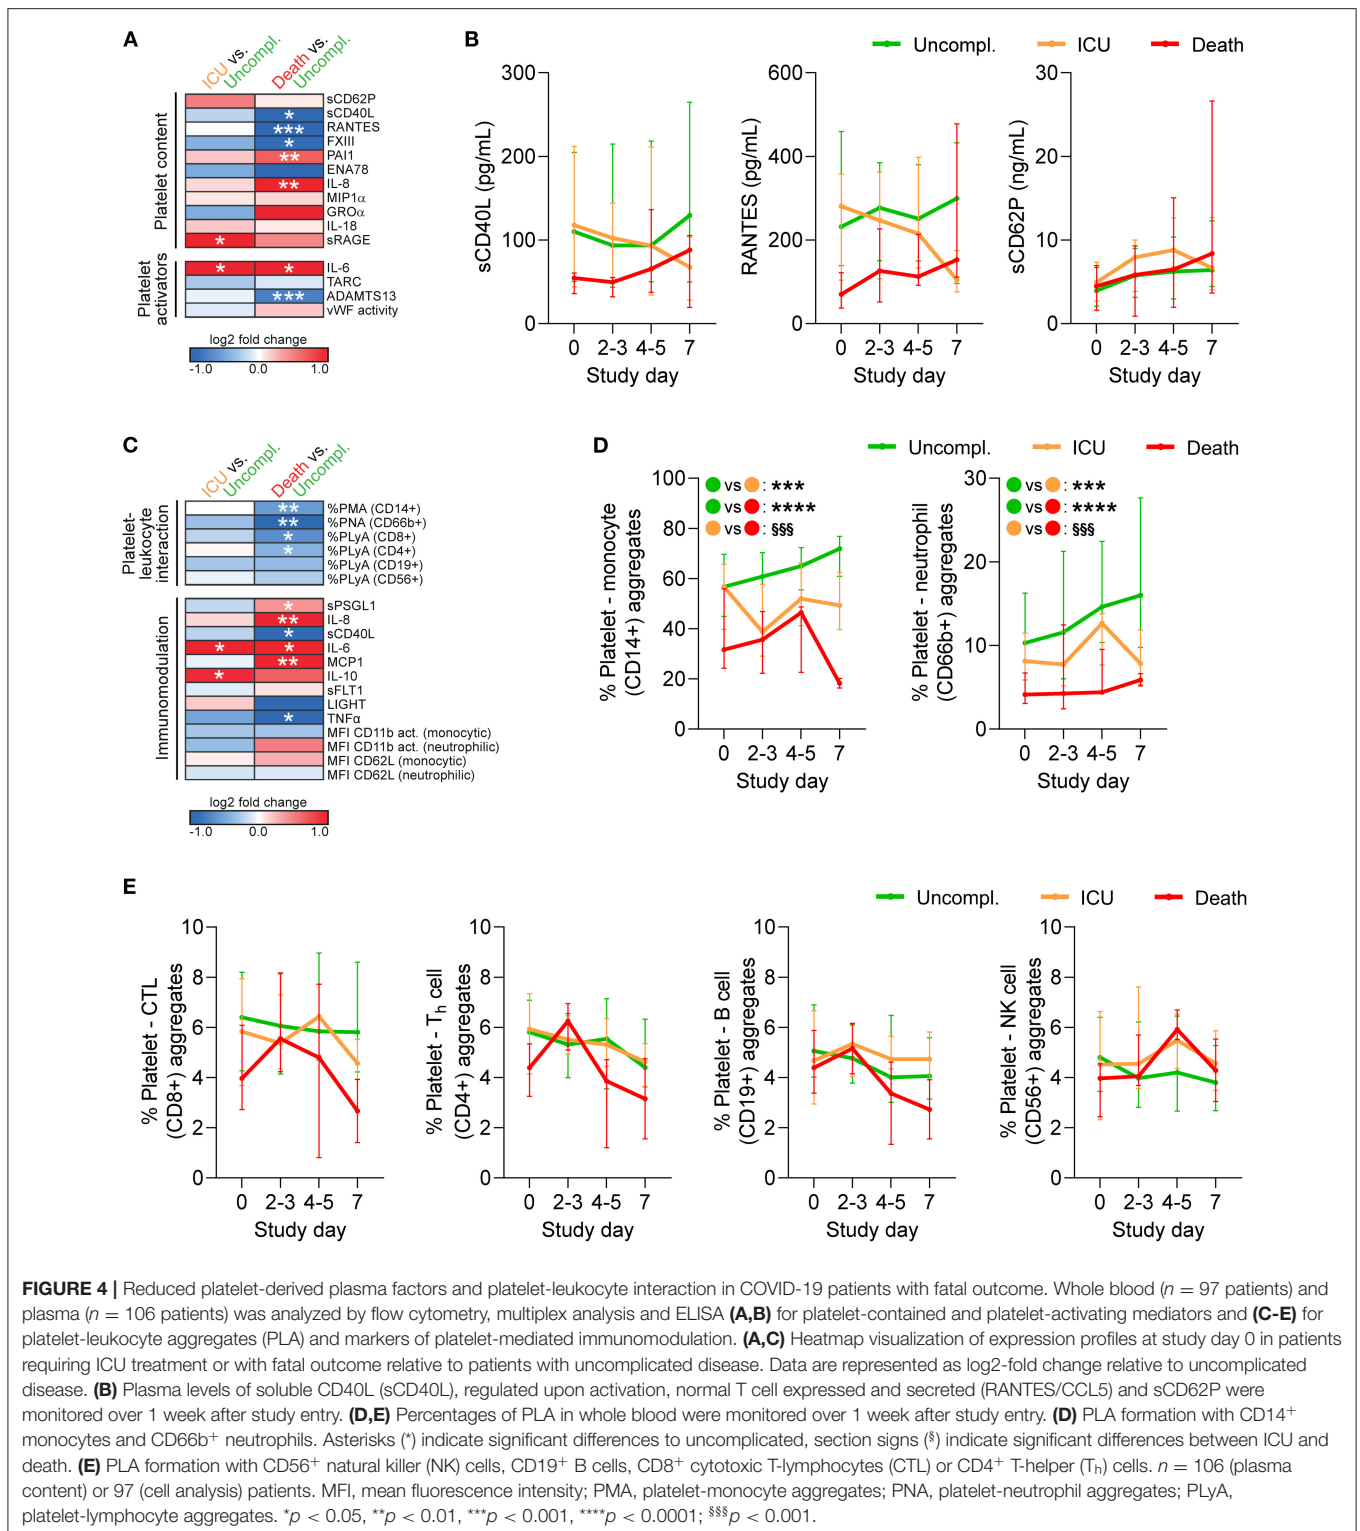 A
ICU vs. Uncompl.
Death vs. Uncompl.
Platelet content
sCD62P
sCD40L
*
RANTES
***
FXIII
*
PAI1
**
ENA78
IL-8
**
MIP1α
GROα
IL-18
sRAGE
*
Platelet activators
IL-6
* *
TARC
ADAMTS13
***
vWF activity
log2 fold change
-1.0 0.0 1.0
B
Uncompl. ICU Death
sCD40L (pg/mL)
300
200
100
0
0 2-3 4-5 7
Study day
RANTES (pg/mL)
600
400
200
0
0 2-3 4-5 7
Study day
sCD62P (ng/mL)
30
20
10
0
0 2-3 4-5 7
Study day
C
ICU vs. Uncompl.
Death vs. Uncompl.
Platelet-leukocyte interaction
** %PMA (CD14+)
** %PNA (CD66b+)
* %PLyA (CD8+)
* %PLyA (CD4+)
%PLyA (CD19+)
%PLyA (CD56+)
Immunomodulation
* sPSGL1
** IL-8
* sCD40L
* * IL-6
** MCP1
* IL-10
sFLT1
LIGHT
* TNFα
MFI CD11b act. (monocytic)
MFI CD11b act. (neutrophilic)
MFI CD62L (monocytic)
MFI CD62L (neutrophilic)
log2 fold change
-1.0 0.0 1.0
D
Uncompl. ICU Death
% Platelet - monocyte
(CD14+) aggregates
100
80
60
40
20
0
vs : ***
vs : ****
vs : §§§
0 2-3 4-5 7
Study day
% Platelet - neutrophil
(CD66b+) aggregates
30
20
10
0
vs : ***
vs : ****
vs : §§§
0 2-3 4-5 7
Study day
E
Uncompl. ICU Death
% Platelet - CTL
(CD8+) aggregates
10
8
6
4
2
0
0 2-3 4-5 7
Study day
% Platelet - Th cell
(CD4+) aggregates
10
8
6
4
2
0
0 2-3 4-5 7
Study day
% Platelet - B cell
(CD19+) aggregates
10
8
6
4
2
0
0 2-3 4-5 7
Study day
% Platelet - NK cell
(CD56+) aggregates
10
8
6
4
2
0
0 2-3 4-5 7
Study day
FIGURE 4 | Reduced platelet-derived plasma factors and platelet-leukocyte interaction in COVID-19 patients with fatal outcome. Whole blood (n = 97 patients) and
plasma (n = 106 patients) was analyzed by flow cytometry, multiplex analysis and ELISA (A,B) for platelet-contained and platelet-activating mediators and (C-E) for
platelet-leukocyte aggregates (PLA) and markers of platelet-mediated immunomodulation. (A,C) Heatmap visualization of expression profiles at study day 0 in patients
requiring ICU treatment or with fatal outcome relative to patients with uncomplicated disease. Data are represented as log2-fold change relative to uncomplicated
disease. (B) Plasma levels of soluble CD40L (sCD40L), regulated upon activation, normal T cell expressed and secreted (RANTES/CCL5) and sCD62P were
monitored over 1 week after study entry. (D,E) Percentages of PLA in whole blood were monitored over 1 week after study entry. (D) PLA formation with CD14+
monocytes and CD66b+ neutrophils. Asterisks (*) indicate significant differences to uncomplicated, section signs (§) indicate significant differences between ICU and
death. (E) PLA formation with CD56+ natural killer (NK) cells, CD19+ B cells, CD8+ cytotoxic T-lymphocytes (CTL) or CD4+ T-helper (Th) cells. n = 106 (plasma
content) or 97 (cell analysis) patients. MFI, mean fluorescence intensity; PMA, platelet-monocyte aggregates; PNA, platelet-neutrophil aggregates; PLyA,
platelet-lymphocyte aggregates. *p < 0.05, **p < 0.01, ***p < 0.001, ****p < 0.0001; §§§p < 0.001.